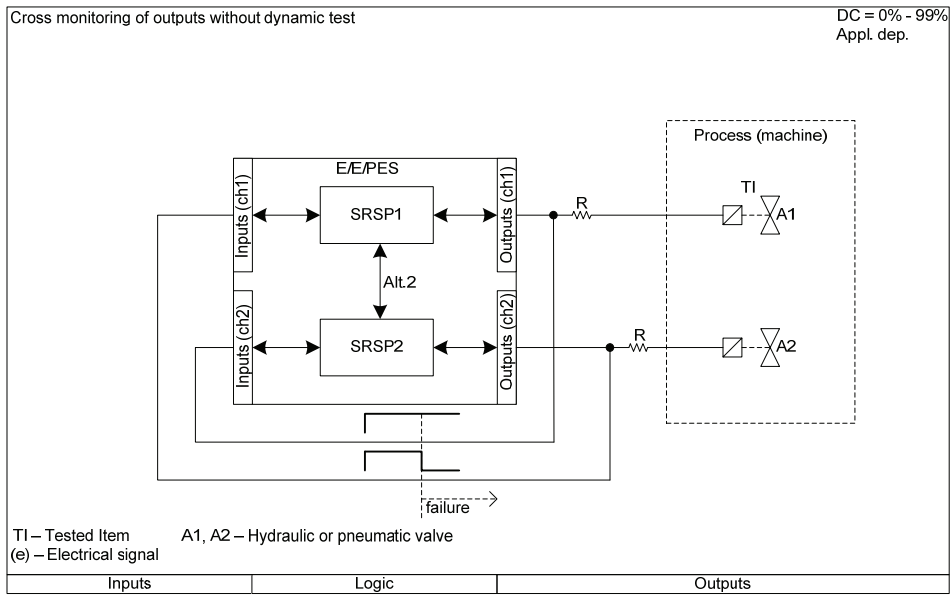 Cross monitoring of outputs without dynamic test
DC = 0% - 99%
Appl. dep.
Process (machine)
E/E/PES
Inputs (ch1)
SRSP1
Outputs (ch1)
R
TI
A1
Alt.2
Inputs (ch2)
SRSP2
Outputs (ch2)
R
A2
failure
TI – Tested Item
A1, A2 – Hydraulic or pneumatic valve
(e) – Electrical signal
Inputs
Logic
Outputs